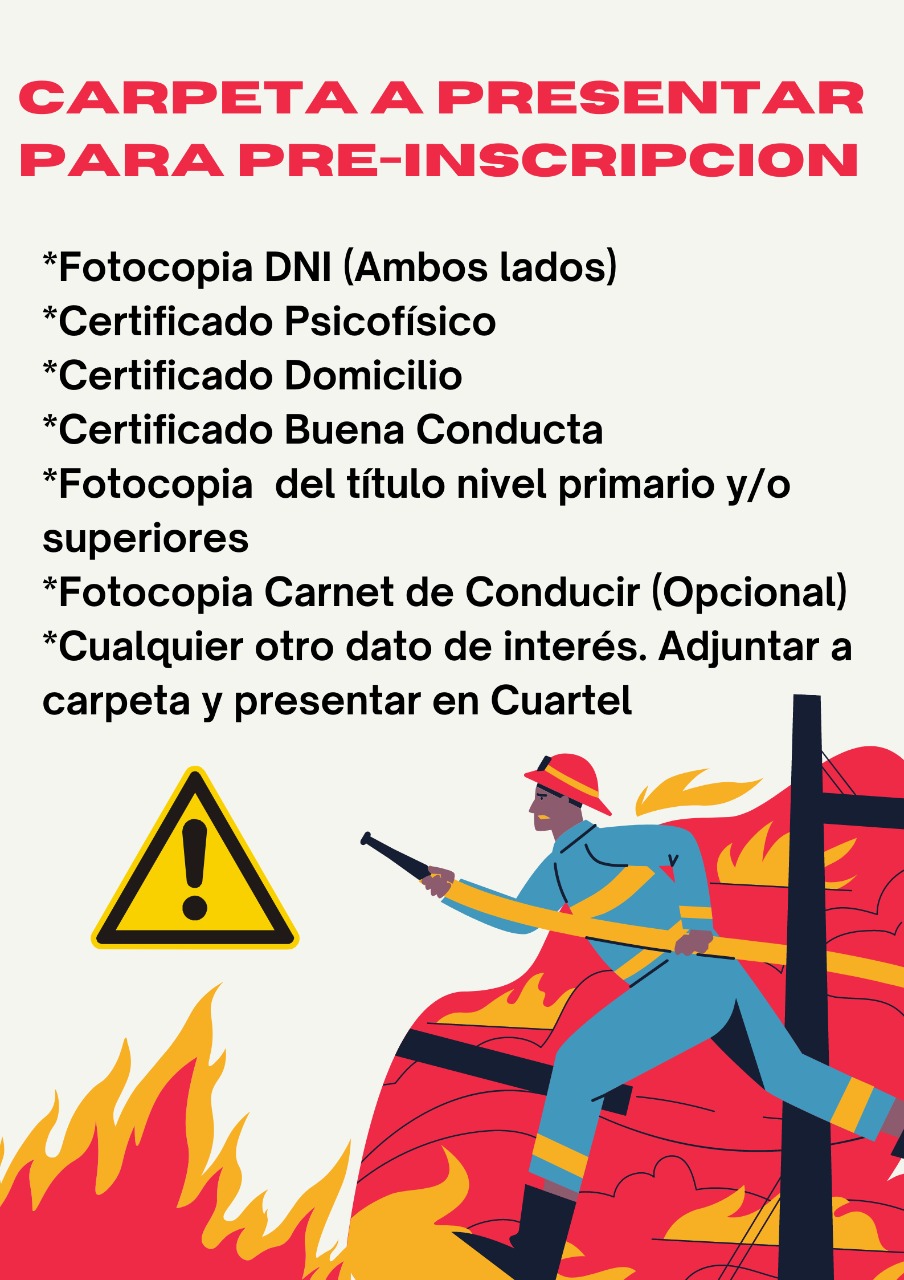 CARPETA A PRESENTAR
PARA PRE-INSCRIPCION
*Fotocopia DNI (Ambos lados)
*Certificado Psicofísico
*Certificado Domicilio
*Certificado Buena Conducta
*Fotocopia  del título nivel primario y/o
superiores
*Fotocopia Carnet de Conducir (Opcional)
*Cualquier otro dato de interés. Adjuntar a
carpeta y presentar en Cuartel